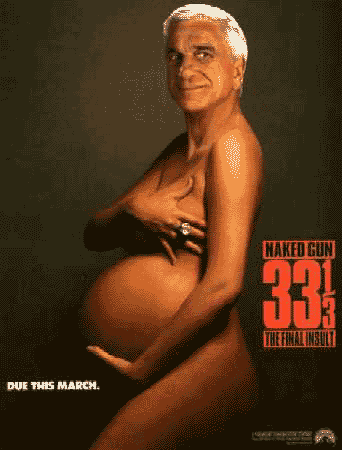 NAKED GUN
33 1/3
THE FINAL INSULT
DUE THIS MARCH.